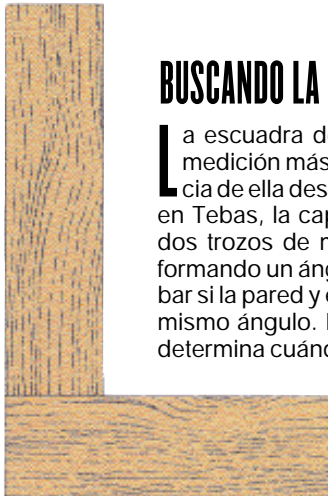 BUSCANDO LA
La escuadra d
medición más
cia de ella des
en Tebas, la cap
dos trozos de
formando un áng
bar si la pared y
mismo ángulo.
determina cuánd